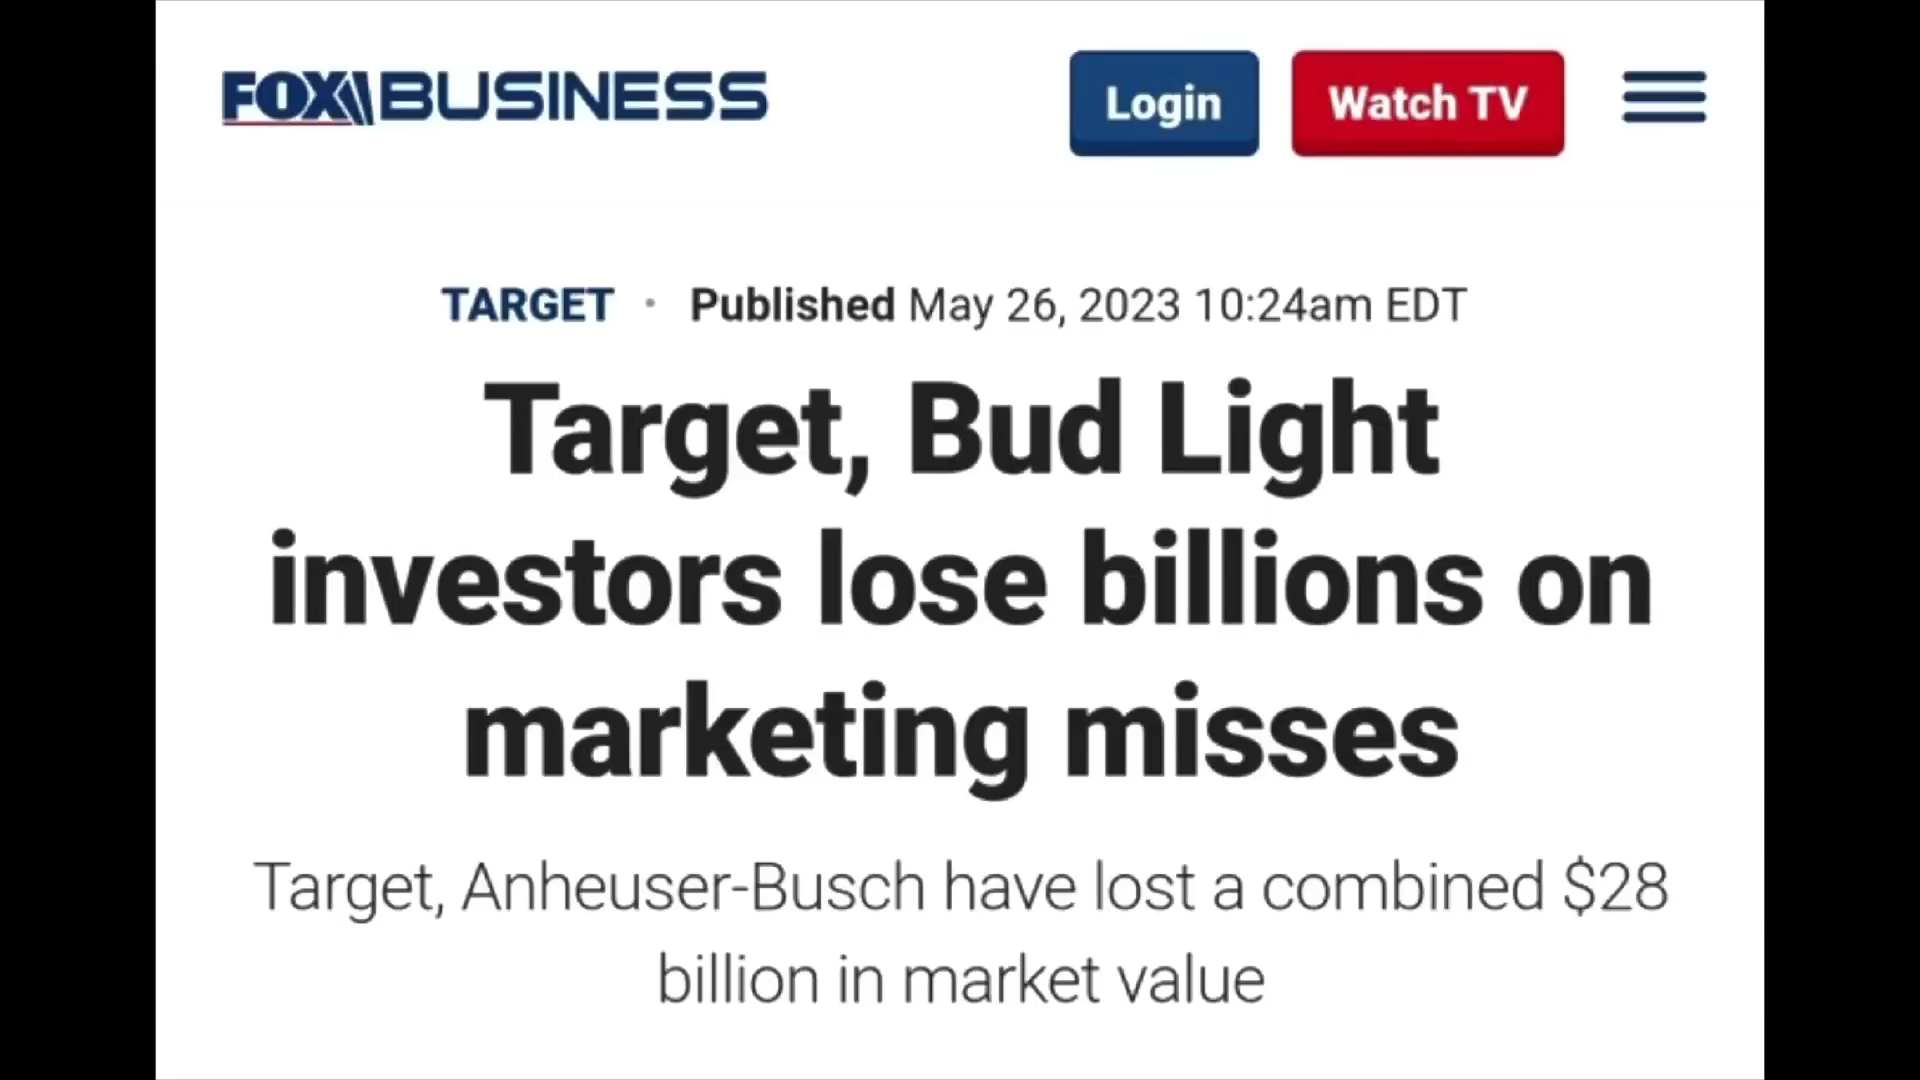 FOX BUSINESS
Login
Watch TV
TARGET • Published May 26, 2023 10:24am EDT
Target, Bud Light
investors lose billions on
marketing misses
Target, Anheuser-Busch have lost a combined $28
billion in market value